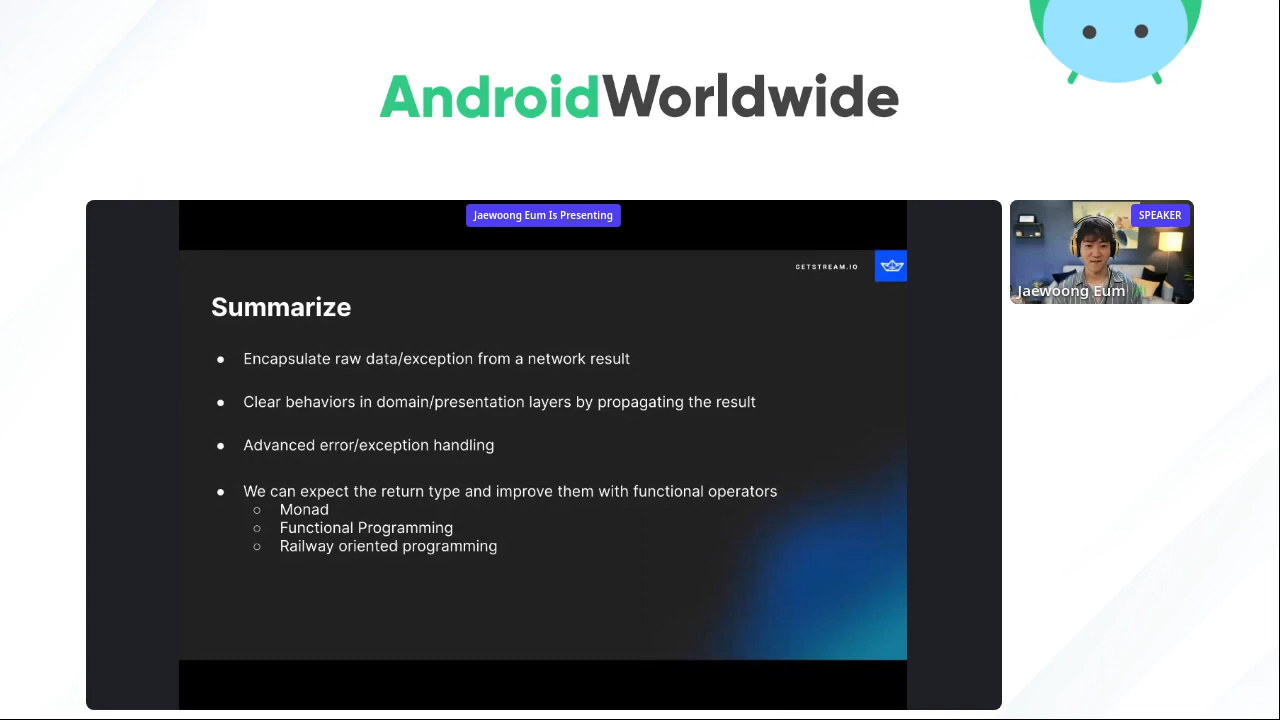 AndroidWorldwide
Jaewoong Eum Is Presenting
SPEAKER
Jaewoong Eum
GETSTREAM.IO
Summarize
● Encapsulate raw data/exception from a network result
● Clear behaviors in domain/presentation layers by propagating the result
● Advanced error/exception handling
● We can expect the return type and improve them with functional operators
○ Monad
○ Functional Programming
○ Railway oriented programming